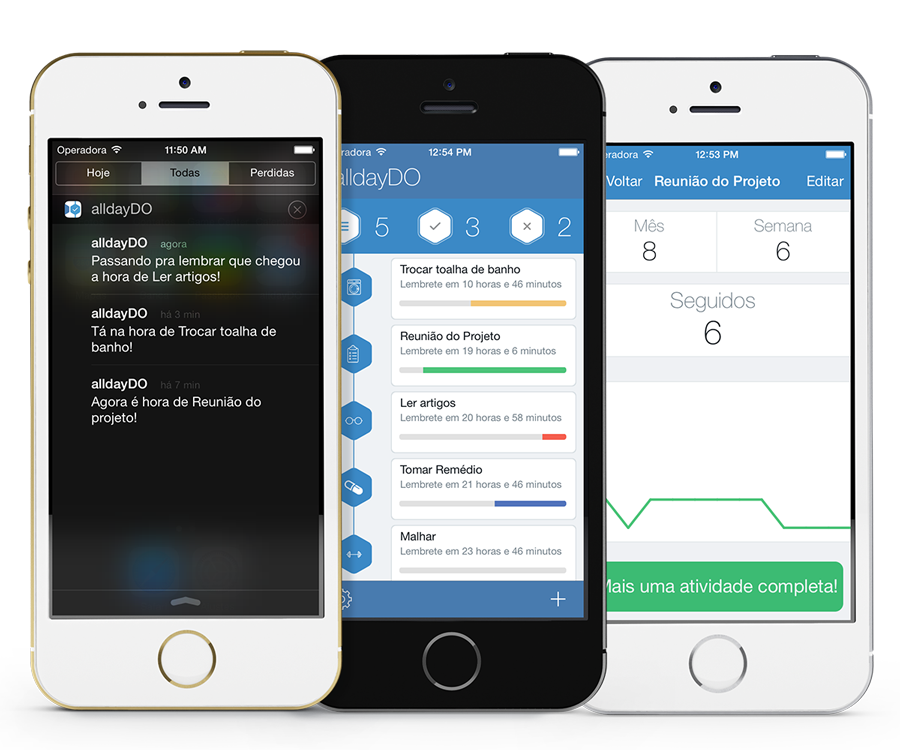 Operadora
11:50 AM
Hoje
Todas
Perdidas
alldayDO
alldayDO agora
Passando pra lembrar que chegou
a hora de Ler artigos!
alldayDO há 3 min
Tá na hora de Trocar toalha de
banho!
alldayDO há 7 min
Agora é hora de Reunião do
projeto!
radora
12:54 PM
alldayDO
5
3
2
Trocar toalha de banho
Lembrete em 10 horas e 46 minutos
Reunião do Projeto
Lembrete em 19 horas e 6 minutos
Ler artigos
Lembrete em 20 horas e 58 minutos
Tomar Remédio
Lembrete em 21 horas e 46 minutos
Malhar
Lembrete em 23 horas e 46 minutos
eradora
12:53 PM
Voltar
Reunião do Projeto
Editar
Mês
8
Semana
6
Seguidos
6
Mais uma atividade completa!